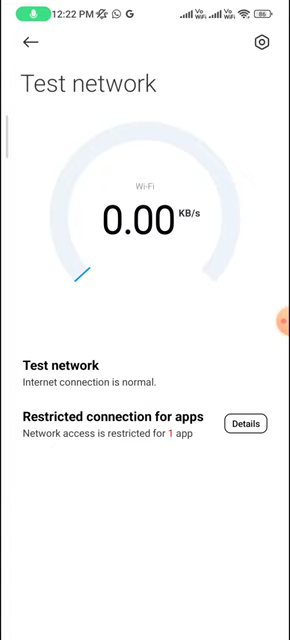 12:22 PM
Vo WiFi
Vo WiFi
86
Test network
Wi-Fi
0.00 KB/s
Test network
Internet connection is normal.
Restricted connection for apps
Network access is restricted for 1 app
Details